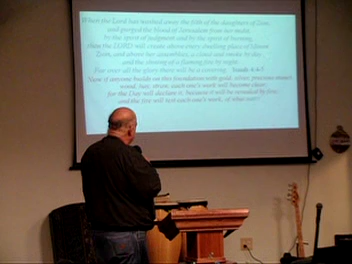 When the Lord has washed away the filth of the daughters of Zion,
and purged the blood of Jerusalem from her midst,
by the spirit of judgment and by the spirit of burning,
then the LORD will create above every dwelling place of Mount
Zion, and above her assemblies, a cloud and smoke by day
and the shining of a flaming fire by night.
For over all the glory there will be a covering. Isaiah 4:4-5
Now if anyone builds on this foundation with gold, silver, precious stones,
wood, hay, straw, each one's work will become clear;
for the Day will declare it, because it will be revealed by fire;
and the fire will test each one's work, of what sort